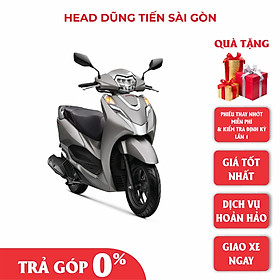 HEAD DŨNG TIẾN SÀI GÒN
QUÀ TẶNG
PHIẾU THAY NHỚT
MIỄN PHÍ
& KIỂM TRA ĐỊNH KỲ
LẦN 1
GIÁ TỐT
NHẤT
DỊCH VỤ
HOÀN HẢO
GIAO XE
NGAY
TRẢ GÓP 0%